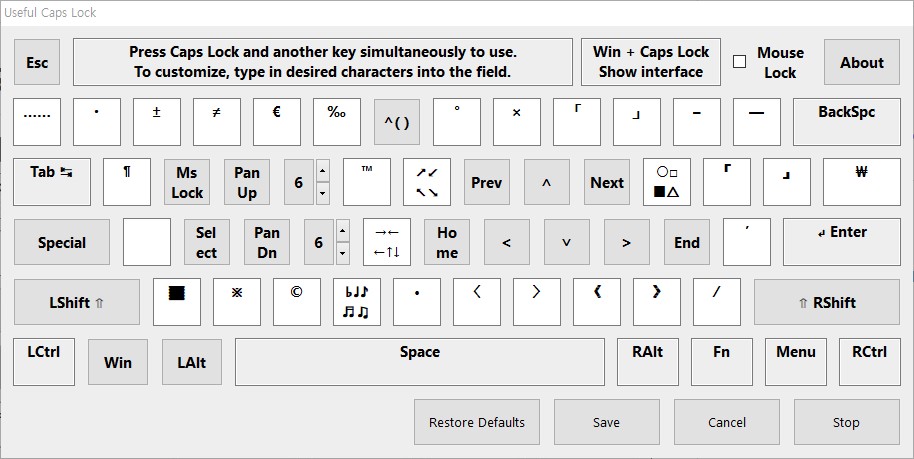 Useful Caps Lock
Esc
Press Caps Lock and another key simultaneously to use.
To customize, type in desired characters into the field.
Win + Caps Lock
Show interface
Mouse
Lock
About
…… · ± ≠ € ‰ ^( ) ° × 「 」 – — BackSpc
Tab ↹ ¶ Ms
Lock
Pan
Up
6 ™ ↗↙
↖↘
Prev ^ Next ○□
■△
『 』 ₩
Special Sel
ect
Pan
Dn
6 →←
←↑↓
Ho
me
< ˅ > End ′ ↲ Enter
LShift ⇧ ▓ ※ © ♭♩♪
♬♫
• 〈 〉 《 》 ∕ ⇧ RShift
LCtrl Win LAlt Space RAlt Fn Menu RCtrl
Restore Defaults Save Cancel Stop